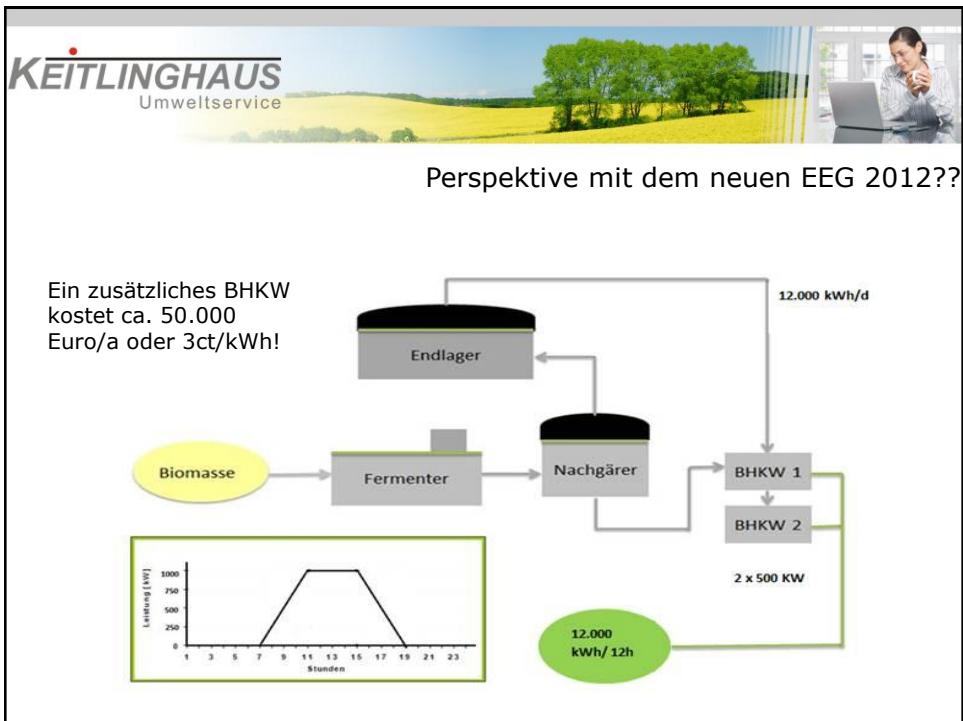 KEITLINGHAUS
Umweltservice
Perspektive mit dem neuen EEG 2012??
Ein zusätzliches BHKW
kostet ca. 50.000
Euro/a oder 3ct/kWh!
12.000 kWh/d
Endlager
Biomasse
Fermenter
Nachgärer
BHKW 1
BHKW 2
2 x 500 KW
12.000
kWh/ 12h
Leistung [kW]
1000
750
500
250
0
1 3 5 7 9 11 13 15 17 19 21 23
Stunden